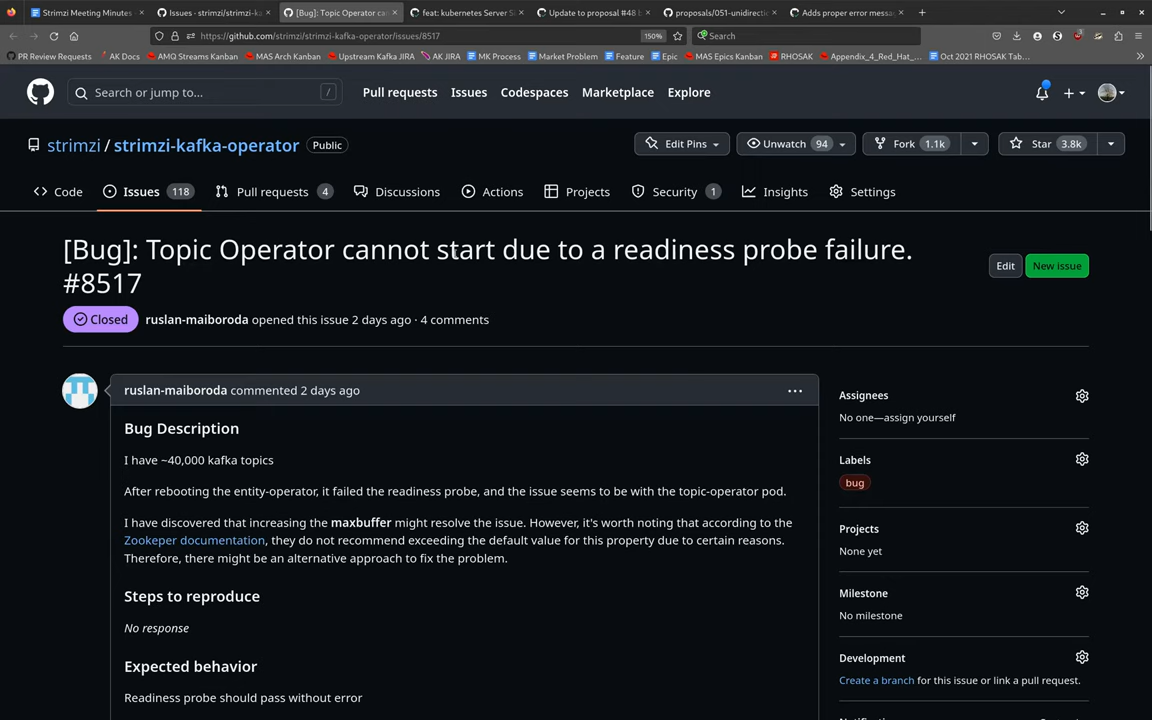 Strimzi Meeting Minutes
Issues · strimzi/strimzi-ka
[Bug]: Topic Operator ca
feat: kubernetes Server S
Update to proposal #48 b
proposals/051-unidirectio
Adds proper error messa
https://github.com/strimzi/strimzi-kafka-operator/issues/8517
150%
Search
PR Review Requests
AK Docs
AMQ Streams Kanban
MAS Arch Kanban
Upstream Kafka JIRA
AK JIRA
MK Process
Market Problem
Feature
Epic
MAS Epics Kanban
RHOSAK
Appendix_4_Red_Hat_...
Oct 2021 RHOSAK Tab...
Search or jump to...
/
Pull requests
Issues
Codespaces
Marketplace
Explore
strimzi / strimzi-kafka-operator
Public
Edit Pins
Unwatch 94
Fork 1.1k
Star 3.8k
Code
Issues 118
Pull requests 4
Discussions
Actions
Projects
Security 1
Insights
Settings
[Bug]: Topic Operator cannot start due to a readiness probe failure.
#8517
Edit
New issue
Closed
ruslan-maiboroda opened this issue 2 days ago · 4 comments
ruslan-maiboroda commented 2 days ago
Bug Description
I have ~40,000 kafka topics
After rebooting the entity-operator, it failed the readiness probe, and the issue seems to be with the topic-operator pod.
I have discovered that increasing the maxbuffer might resolve the issue. However, it's worth noting that according to the
Zookeper documentation, they do not recommend exceeding the default value for this property due to certain reasons.
Therefore, there might be an alternative approach to fix the problem.
Steps to reproduce
No response
Expected behavior
Readiness probe should pass without error
Assignees
No one—assign yourself
Labels
bug
Projects
None yet
Milestone
No milestone
Development
Create a branch for this issue or link a pull request.